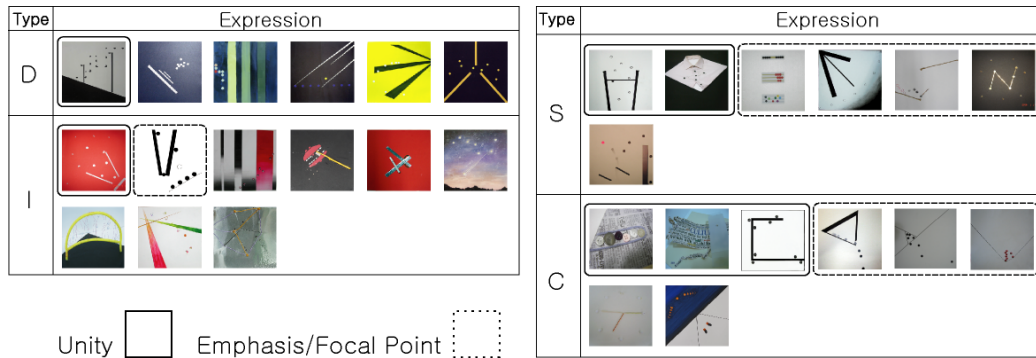 Type Expression
D
I
Type Expression
S
C
Unity
Emphasis/Focal Point